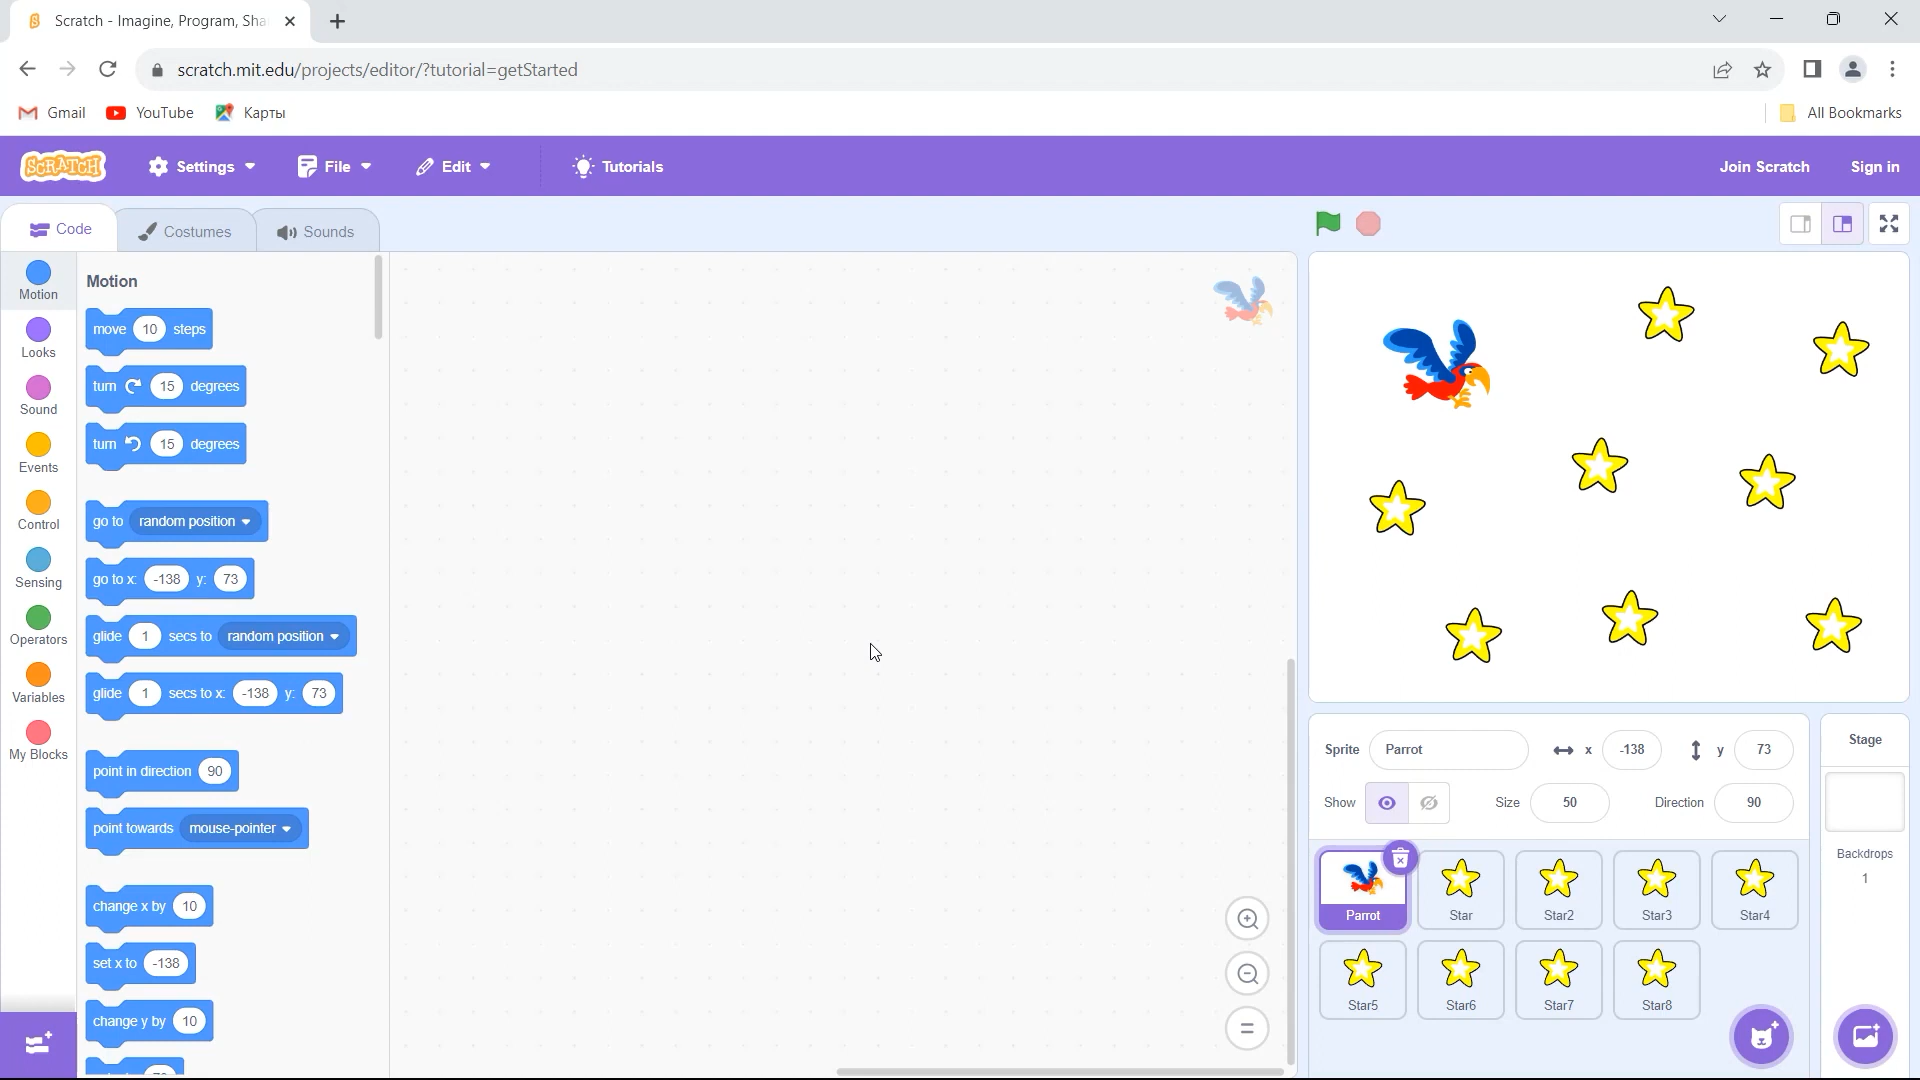 Scratch - Imagine, Program, Sha
scratch.mit.edu/projects/editor/?tutorial=getStarted
Gmail YouTube Карты All Bookmarks
SCRATCH Settings File Edit Tutorials Join Scratch Sign in
Code Costumes Sounds
Motion
Looks
Sound
Events
Control
Sensing
Operators
Variables
My Blocks
Motion
move 10 steps
turn 15 degrees
turn 15 degrees
go to random position
go to x: -138 y: 73
glide 1 secs to random position
glide 1 secs to x: -138 y: 73
point in direction 90
point towards mouse-pointer
change x by 10
set x to -138
change y by 10
Sprite Parrot x -138 y 73
Show Size 50 Direction 90
Parrot Star Star2 Star3 Star4
Star5 Star6 Star7 Star8
Stage
Backdrops
1